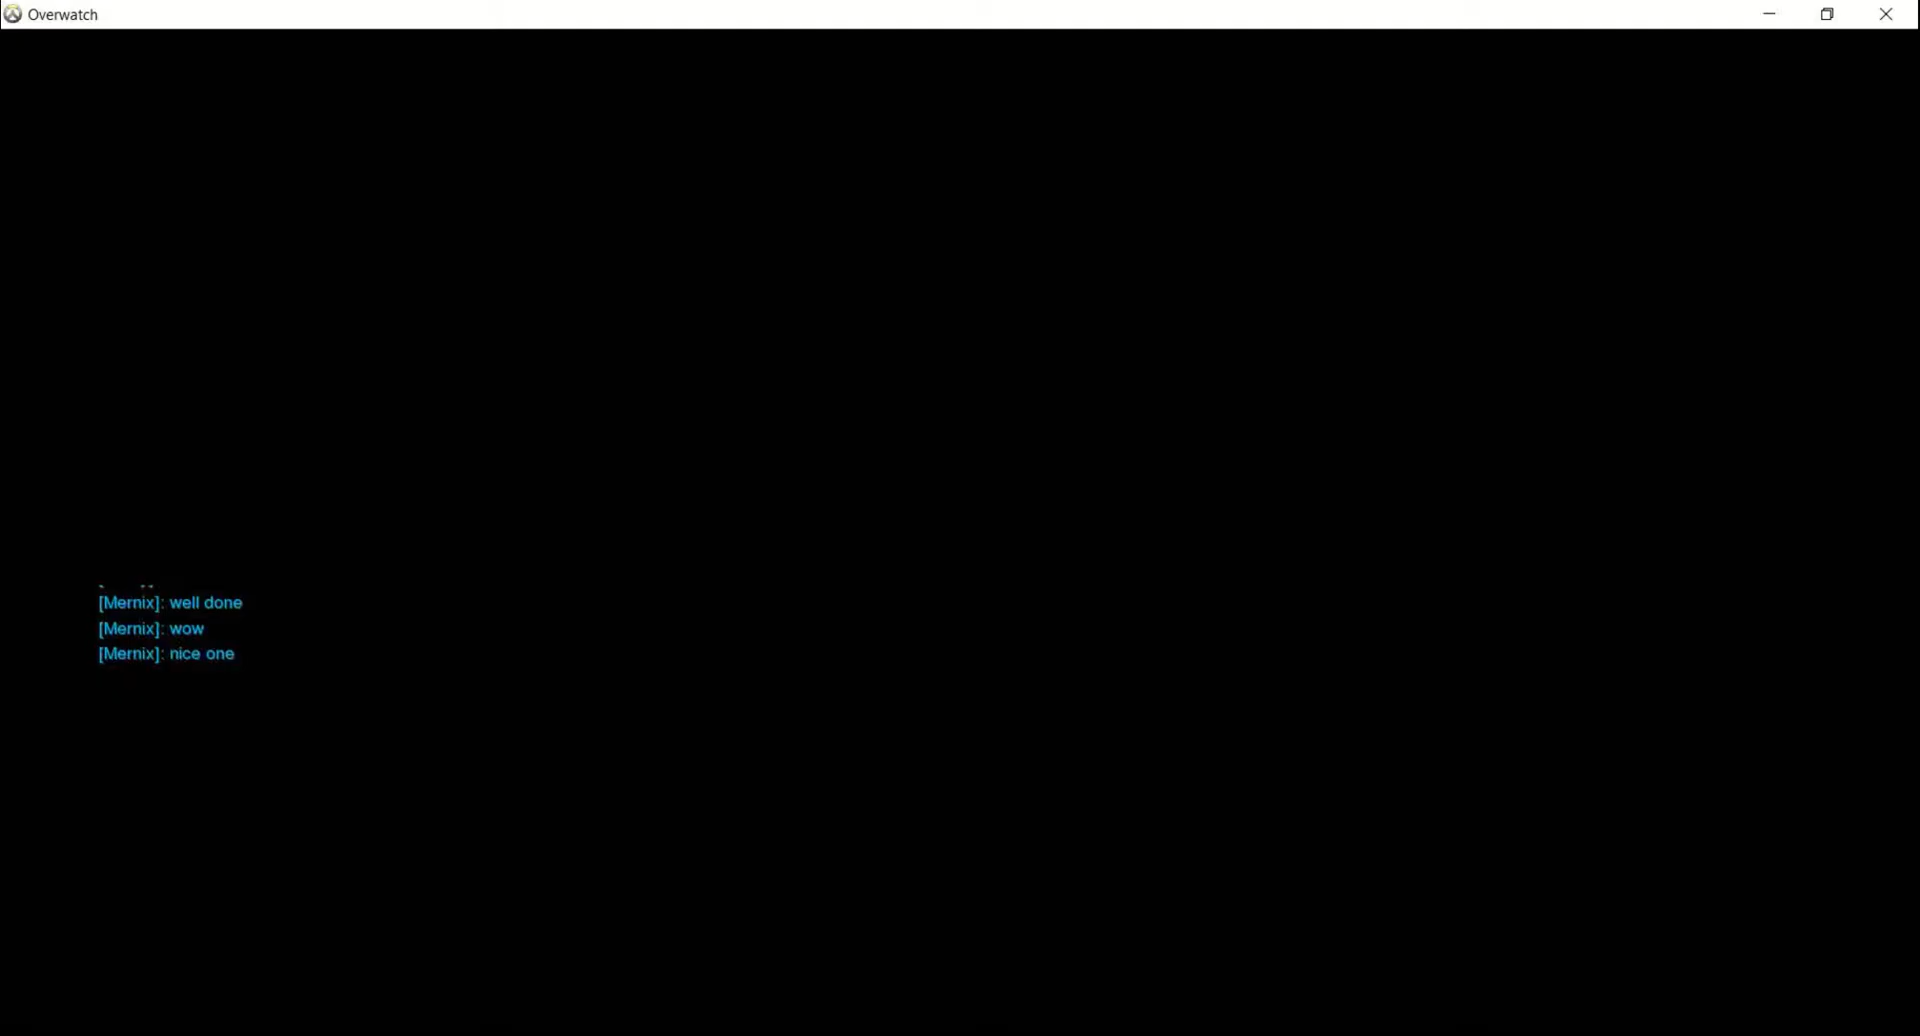 Overwatch
[Mernix]: well done
[Mernix]: wow
[Mernix]: nice one